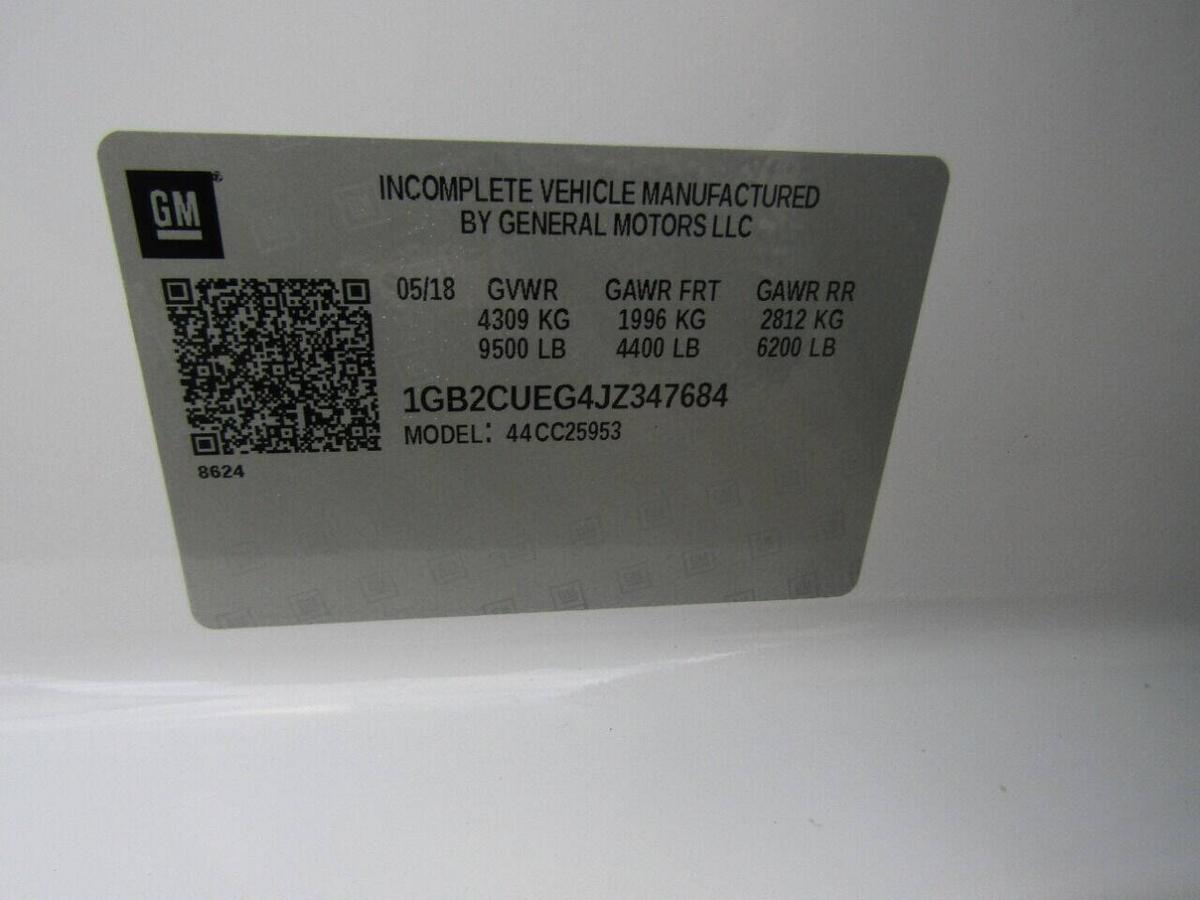 GM®
INCOMPLETE VEHICLE MANUFACTURED
BY GENERAL MOTORS LLC
05/18 GVWR GAWR FRT GAWR RR
4309 KG 1996 KG 2812 KG
9500 LB 4400 LB 6200 LB
1GB2CUEG4JZ347684
MODEL: 44CC25953
8624